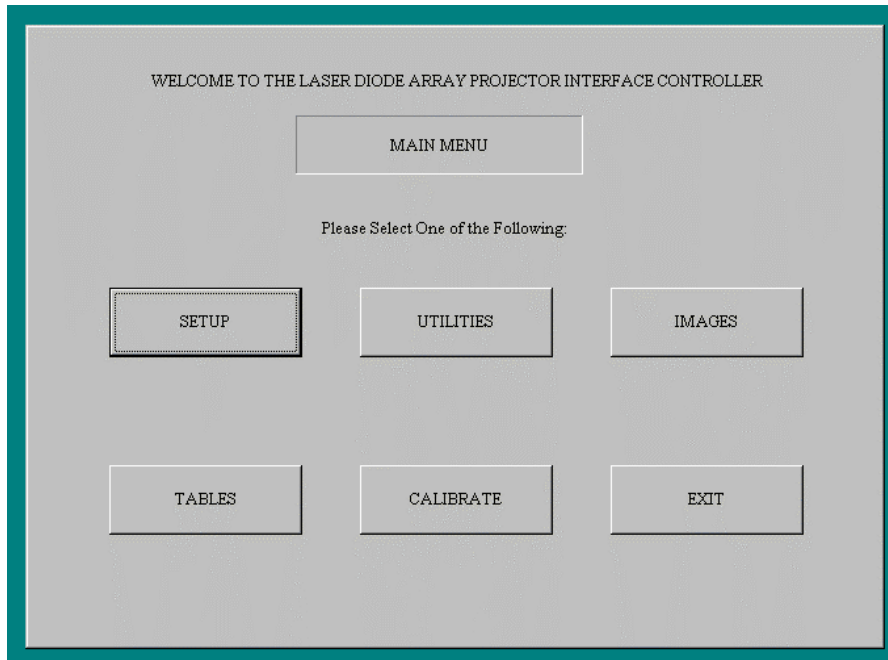 WELCOME TO THE LASER DIODE ARRAY PROJECTOR INTERFACE CONTROLLER
MAIN MENU
Please Select One of the Following:
SETUP
UTILITIES
IMAGES
TABLES
CALIBRATE
EXIT